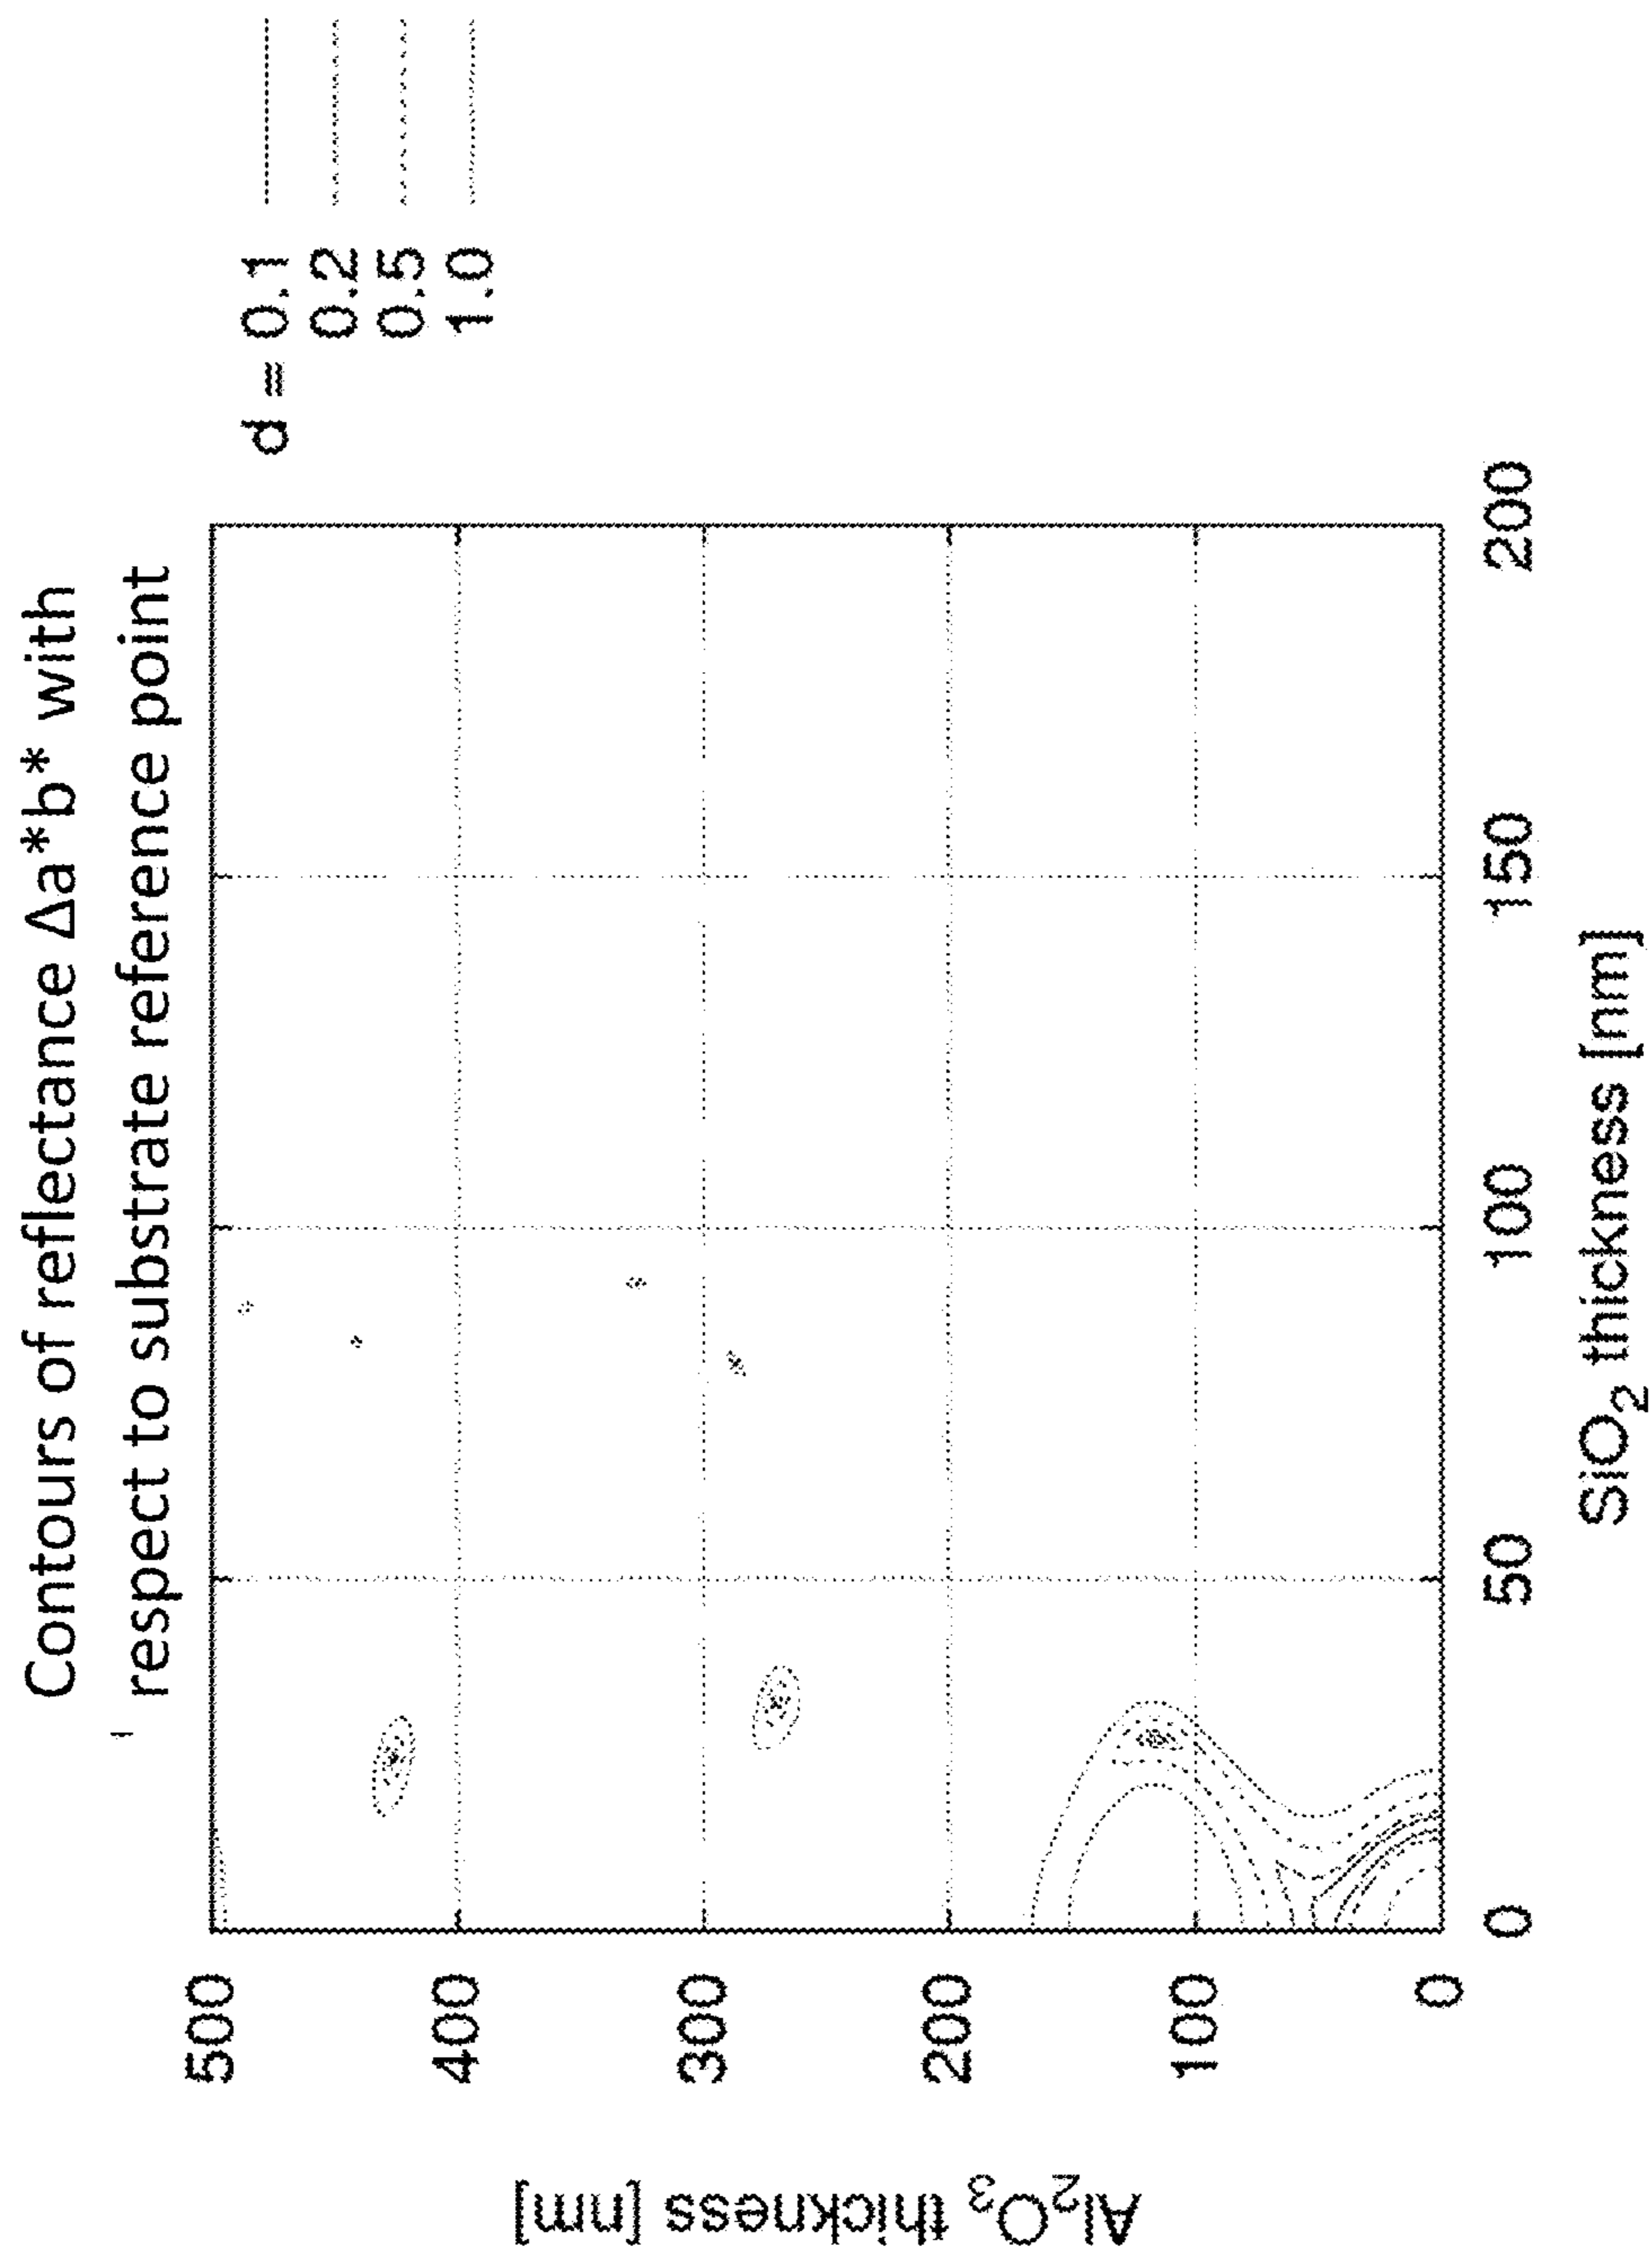 Contours of reflectance Δa*b* with
respect to substrate reference point
d = 0.1
0.2
0.5
1.0
Al₂O₃ thickness [nm]
500
400
300
200
100
0
0
50
100
150
200
SiO₂ thickness [nm]